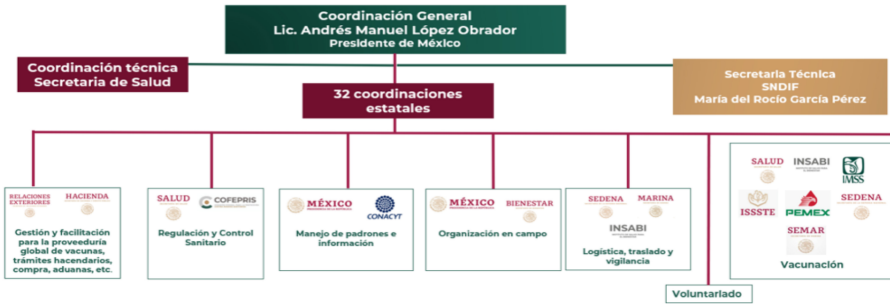 Coordinación General
Lic. Andrés Manuel López Obrador
Presidente de México
Coordinación técnica
Secretaria de Salud
Secretaria Técnica
SNDIF
María del Rocío García Pérez
32 coordinaciones
estatales
RELACIONES
EXTERIORES
HACIENDA
Gestión y facilitación
para la proveeduría
global de vacunas,
trámites hacendarios,
compra, aduanas, etc.
SALUD
COFEPRIS
Regulación y Control
Sanitario
MÉXICO
CONACYT
Manejo de padrones e
información
MÉXICO
BIENESTAR
Organización en campo
SEDENA
MARINA
INSABI
Logística, traslado y
vigilancia
Voluntariado
SALUD
INSABI
IMSS
ISSSTE
PEMEX
SEDENA
SEMAR
Vacunación